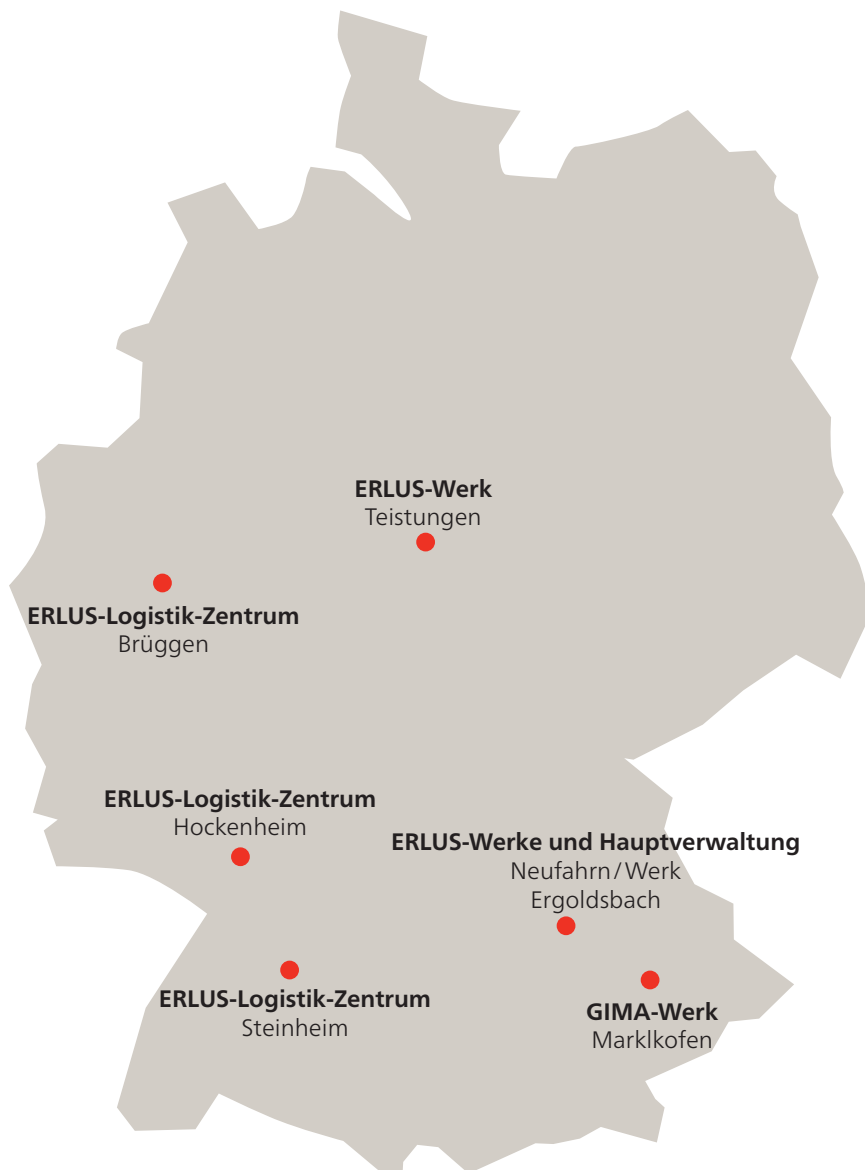 ERLUS-Werk
Teistungen
ERLUS-Logistik-Zentrum
Brüggen
ERLUS-Logistik-Zentrum
Hockenheim
ERLUS-Werke und Hauptverwaltung
Neufahrn/Werk
Ergoldsbach
ERLUS-Logistik-Zentrum
Steinheim
GIMA-Werk
Marklkofen